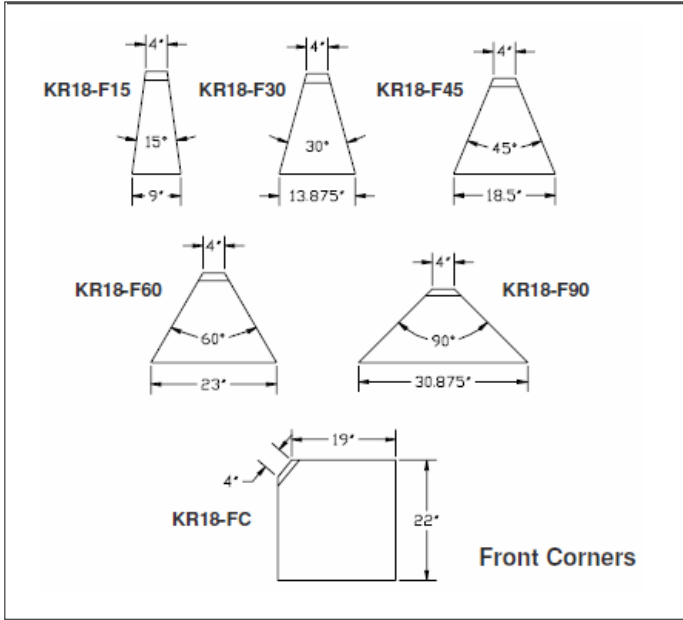 4" 4" 4"
KR18-F15 KR18-F30 KR18-F45
15° 30° 45°
9" 13.875" 18.5"
4" 4"
KR18-F60 KR18-F90
60° 90°
23" 30.875"
19"
4"
KR18-FC 22"
Front Corners